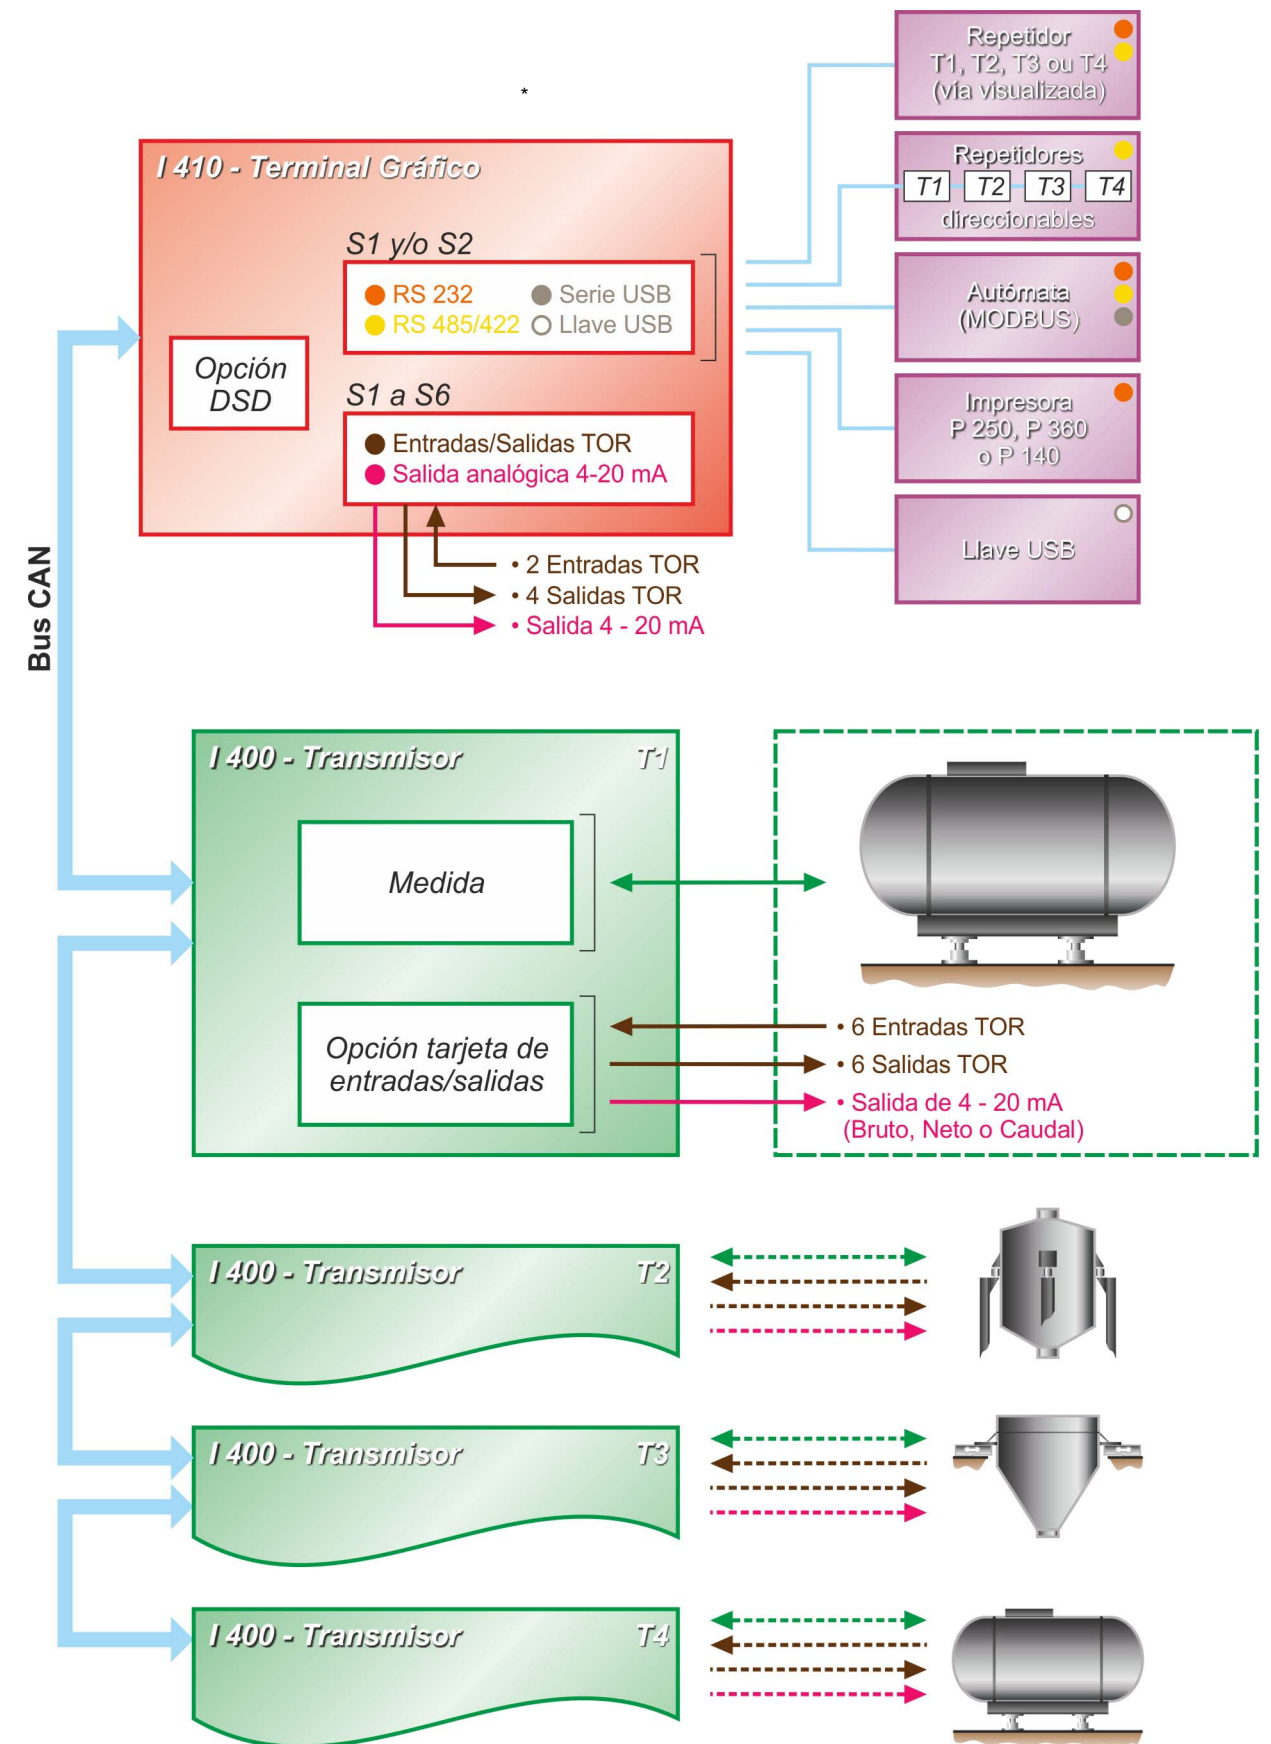 *
I 410 - Terminal Gráfico
S1 y/o S2
RS 232
Serie USB
RS 485/422
Llave USB
Opción
DSD
S1 a S6
Entradas/Salidas TOR
Salida analógica 4-20 mA
• 2 Entradas TOR
• 4 Salidas TOR
• Salida 4 - 20 mA
Repetidor
T1, T2, T3 ou T4
(vía visualizada)
Repetidores
T1 T2 T3 T4
direccionables
Autómata
(MODBUS)
Impresora
P 250, P 360
o P 140
Llave USB
Bus CAN
I 400 - Transmisor T1
Medida
Opción tarjeta de
entradas/salidas
• 6 Entradas TOR
• 6 Salidas TOR
• Salida de 4 - 20 mA
(Bruto, Neto o Caudal)
I 400 - Transmisor T2
I 400 - Transmisor T3
I 400 - Transmisor T4